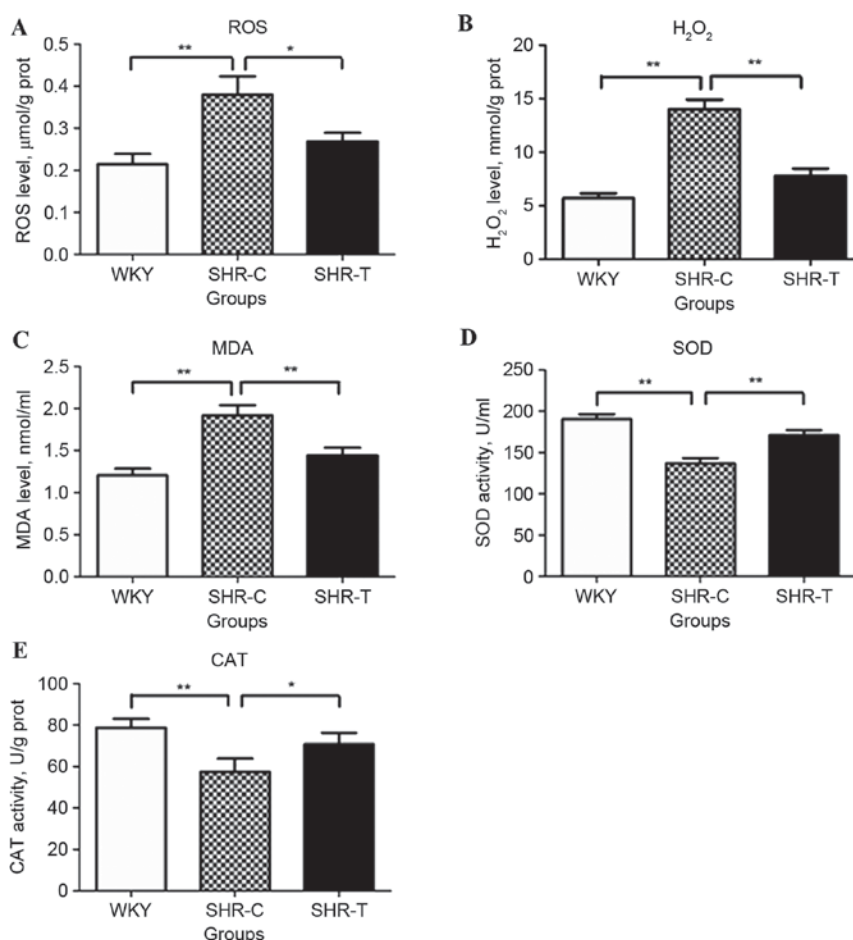 A
ROS
ROS level, μmol/g prot
0.5
0.4
0.3
0.2
0.1
0.0
**
*
WKY
SHR-C
SHR-T
Groups
B
H₂O₂
H₂O₂ level, mmol/g prot
20
15
10
5
0
**
**
WKY
SHR-C
SHR-T
Groups
C
MDA
MDA level, nmol/ml
2.5
2.0
1.5
1.0
0.5
0.0
**
**
WKY
SHR-C
SHR-T
Groups
D
SOD
SOD activity, U/ml
250
200
150
100
50
0
**
**
WKY
SHR-C
SHR-T
Groups
E
CAT
CAT activity, U/g prot
100
80
60
40
20
0
**
*
WKY
SHR-C
SHR-T
Groups